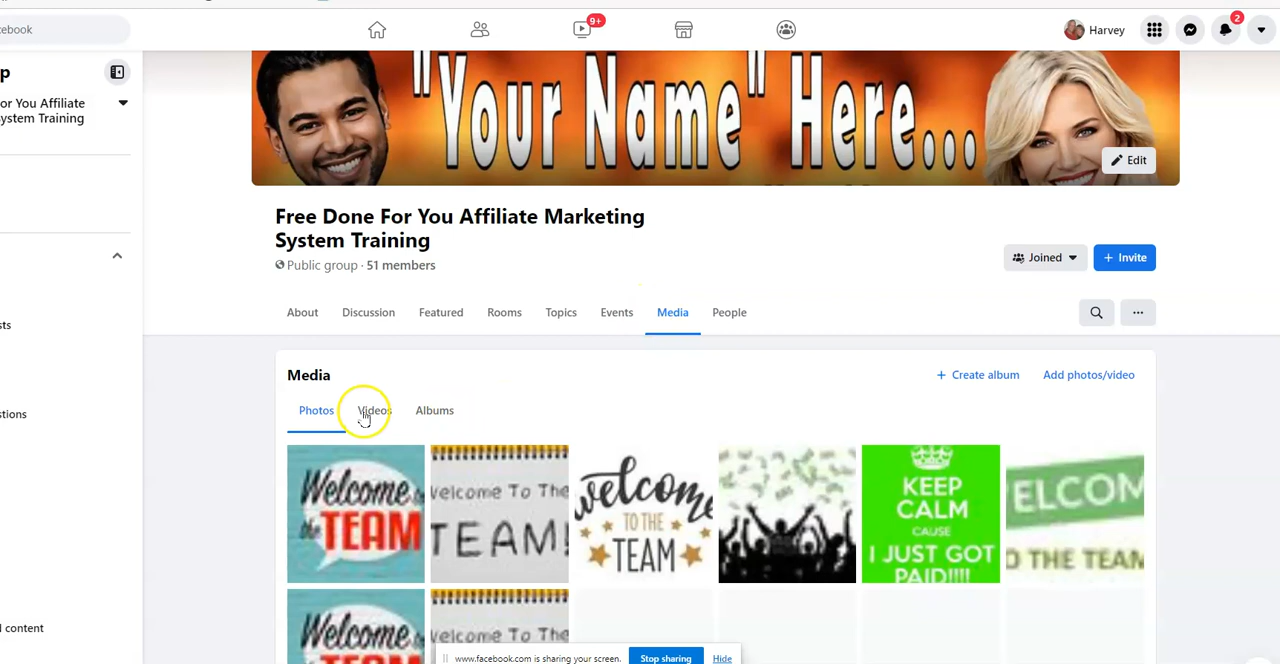 cebook
9+
Harvey
2
p
or You Affiliate
ystem Training
"Your Name" Here...
Edit
Free Done For You Affiliate Marketing
System Training
Public group · 51 members
Joined
+ Invite
About Discussion Featured Rooms Topics Events Media People
sts
Media
+ Create album Add photos/video
Photos Videos Albums
stions
Welcome
the TEAM
Welcome To The
TEAM!
welcome
TO THE
TEAM
KEEP
CALM
CAUSE
I JUST GOT
PAID!!!!
ELCOM
O THE TEAM
l content
Welcome
Welcome To The
www.facebook.com is sharing your screen.
Stop sharing
Hide